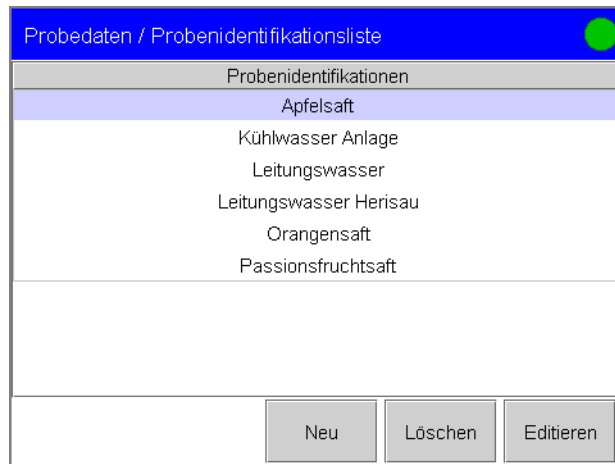 Probedaten / Probenidentifikationsliste
Probenidentifikationen
Apfelsaft
Kühlwasser Anlage
Leitungswasser
Leitungswasser Herisau
Orangensaft
Passionsfruchtsaft
Neu
Löschen
Editieren